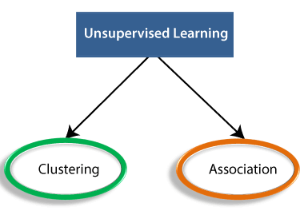 Unsupervised Learning
Clustering
Association